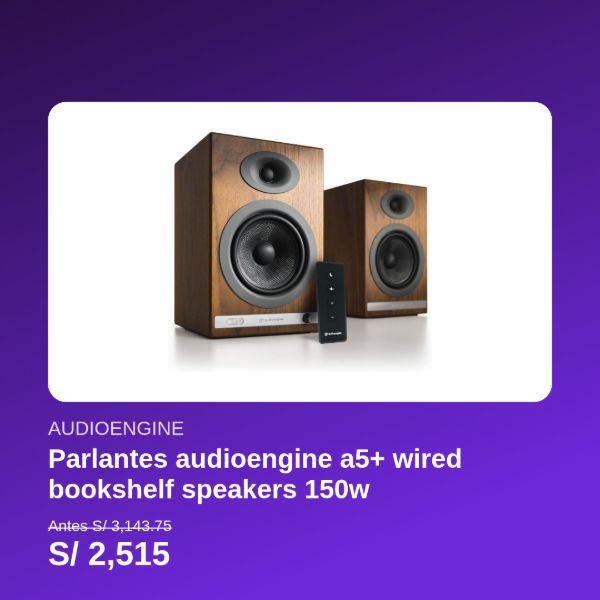 AUDIOENGINE
Parlantes audioengine a5+ wired
bookshelf speakers 150w
Antes S/ 3,143.75
S/ 2,515